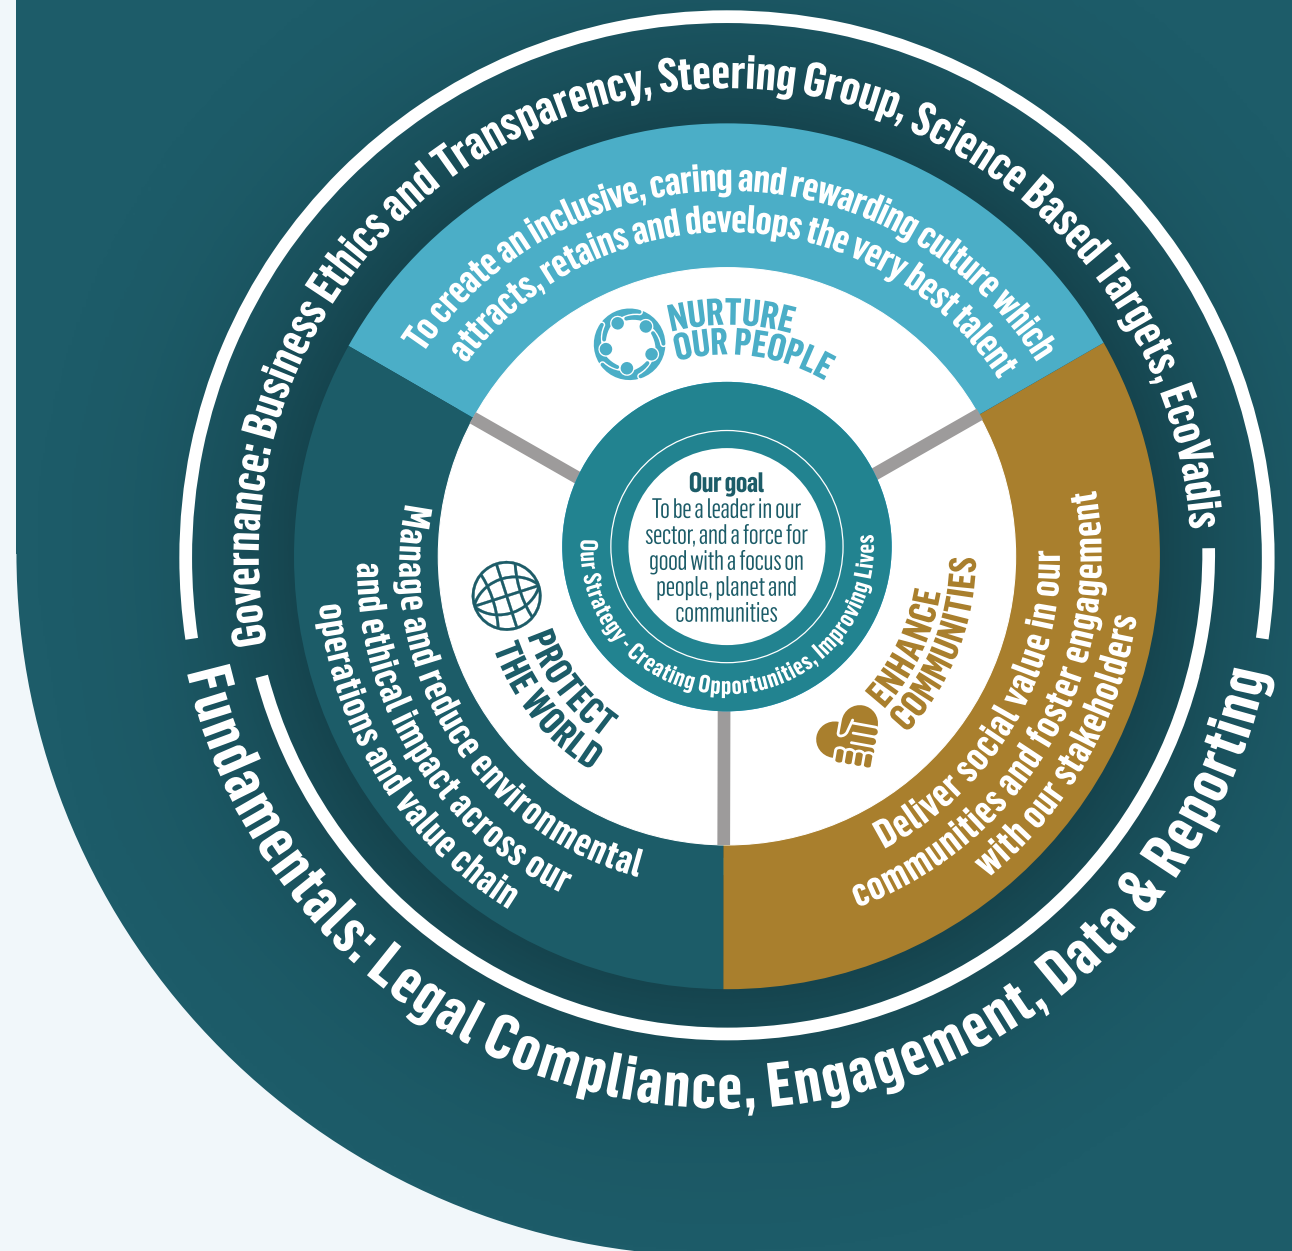 Governance: Business Ethics and Transparency, Steering Group, Science Based Targets, EcoVadis
To create an inclusive, caring and rewarding culture which
attracts, retains and develops the very best talent
NURTURE
OUR PEOPLE
Our goal
To be a leader in our
sector, and a force for
good with a focus on
people, planet and
communities
Our Strategy - Creating Opportunities, Improving Lives
PROTECT
THE WORLD
Manage and reduce environmental
and ethical impact across our
operations and value chain
ENHANCE
COMMUNITIES
Deliver social value in our
communities and foster engagement
with our stakeholders
Fundamentals: Legal Compliance, Engagement, Data & Reporting